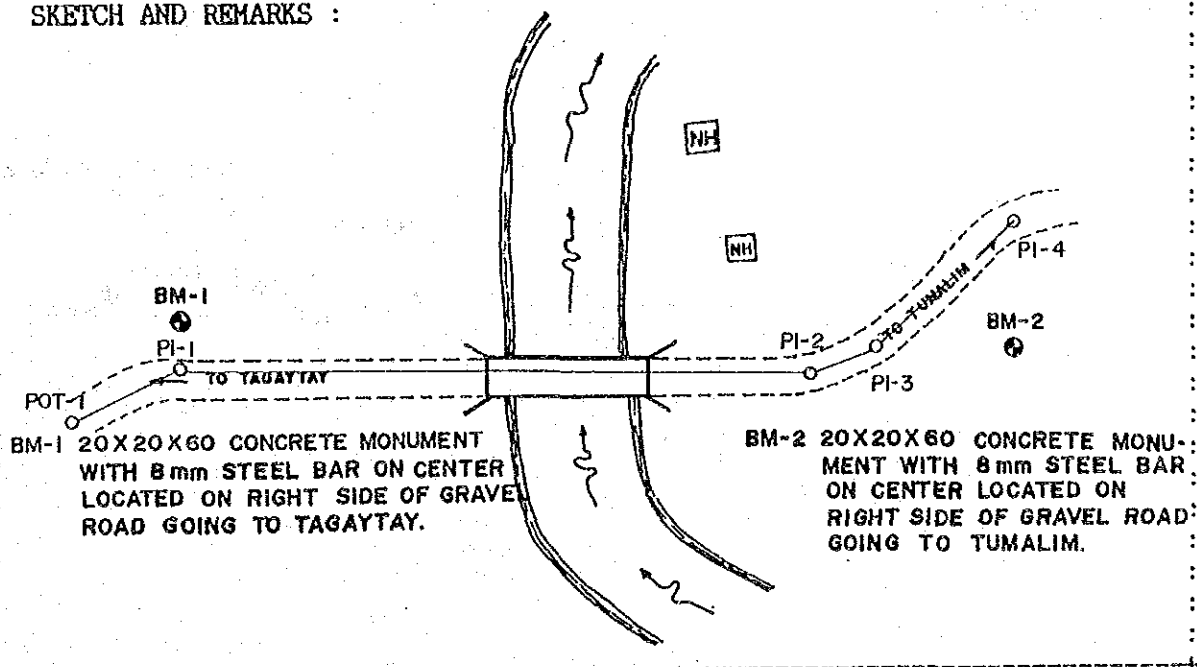 SKETCH AND REMARKS :
NH
NH
PI-4
TO TUMALIM
BM-1
BM-2
PI-1
PI-2
PI-3
TO TAGAYTAY
POT-1
BM-1 20X20X60 CONCRETE MONUMENT
WITH 8mm STEEL BAR ON CENTER
LOCATED ON RIGHT SIDE OF GRAVEL
ROAD GOING TO TAGAYTAY.
BM-2 20X20X60 CONCRETE MONU-
MENT WITH 8mm STEEL BAR
ON CENTER LOCATED ON
RIGHT SIDE OF GRAVEL ROAD
GOING TO TUMALIM.